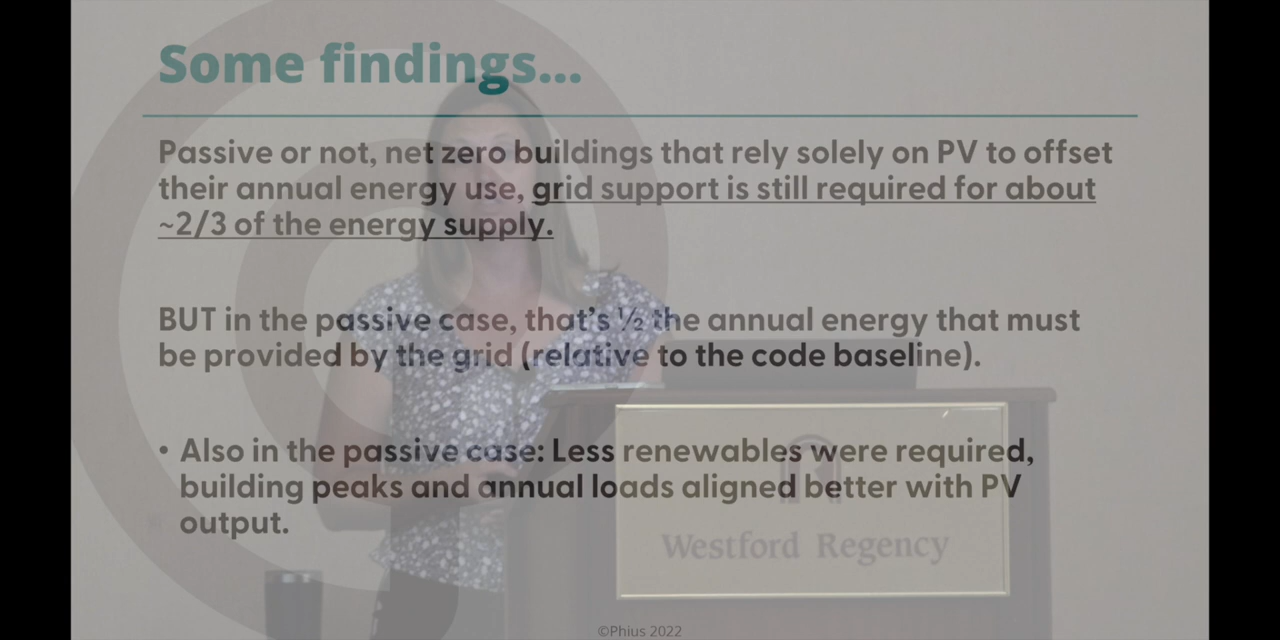 Some findings...
Passive or not, net zero buildings that rely solely on PV to offset
their annual energy use, grid support is still required for about
~2/3 of the energy supply.
BUT in the passive case, that's ½ the annual energy that must
be provided by the grid (relative to the code baseline).
• Also in the passive case: Less renewables were required,
building peaks and annual loads aligned better with PV
output.
Westford Regency
©Phius 2022